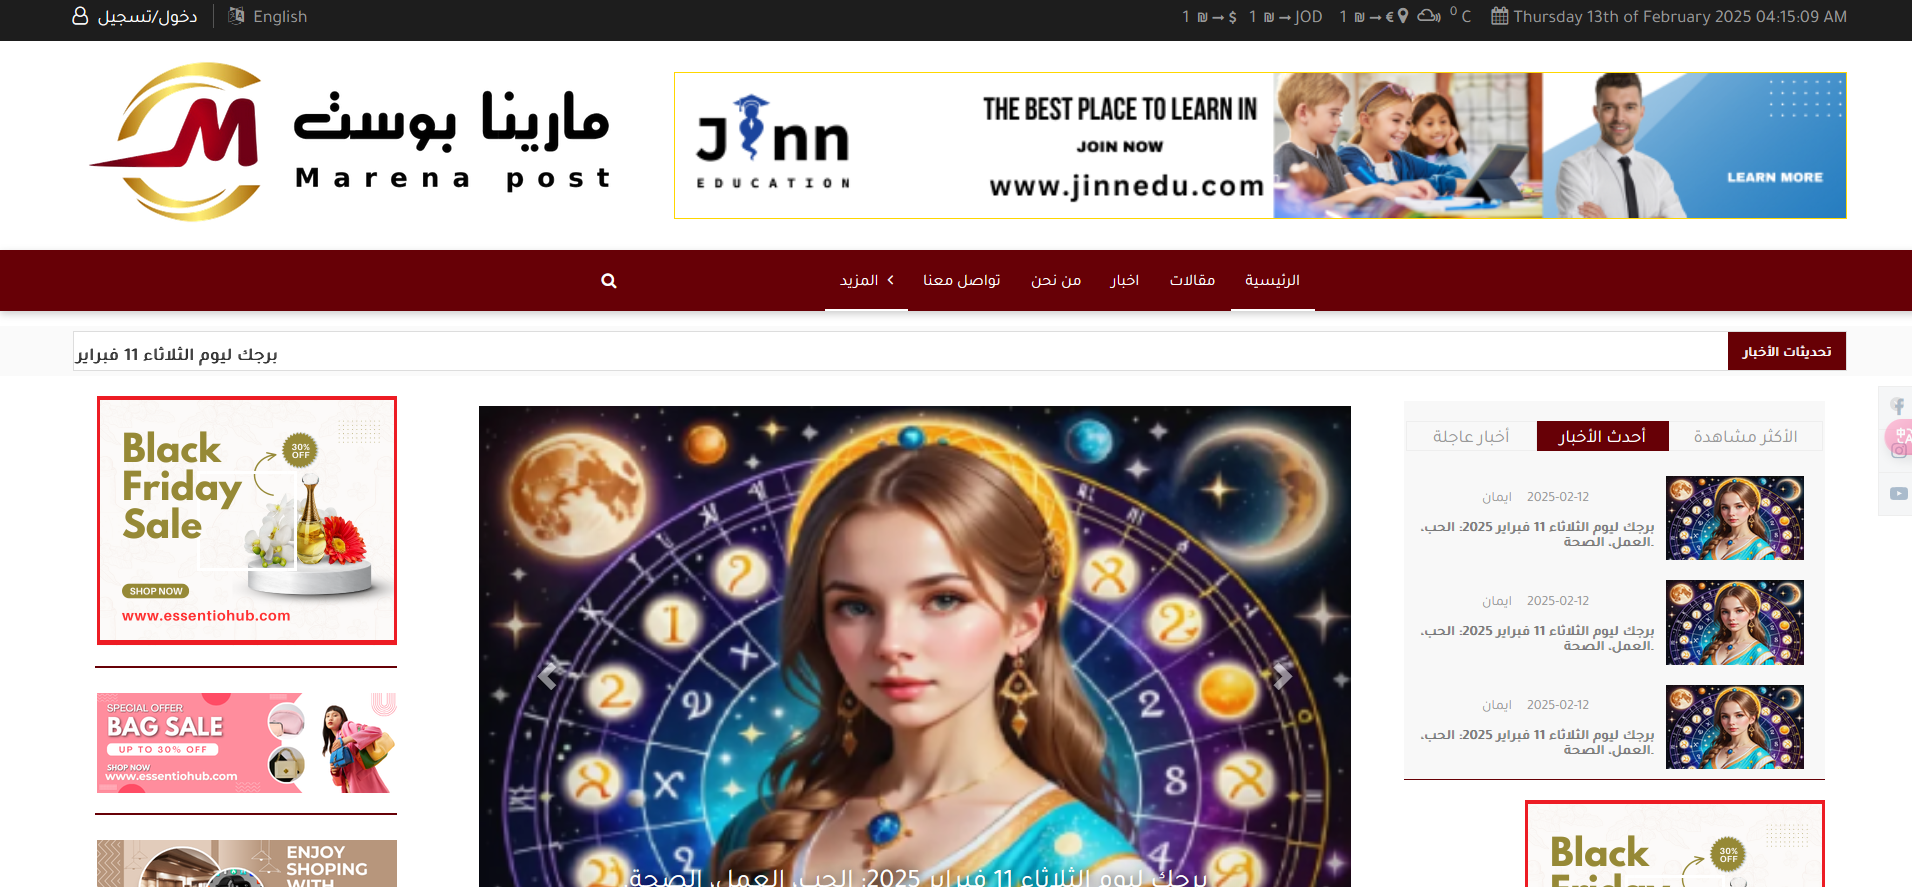 دخول/تسجيل
English
1 ₪ → $ 1 ₪ → JOD 1 ₪ → €
0 C
Thursday 13th of February 2025 04:15:09 AM
M
مارينا بوست
Marena post
Jinn
EDUCATION
THE BEST PLACE TO LEARN IN
JOIN NOW
www.jinnedu.com
LEARN MORE
الرئيسية
مقالات
اخبار
من نحن
تواصل معنا
المزيد
تحديثات الأخبار
برجك ليوم الثلاثاء 11 فبراير
Black
Friday
Sale
30%
OFF
SHOP NOW
www.essentiohub.com
SPECIAL OFFER
BAG SALE
UP TO 30% OFF
SHOP NOW
www.essentiohub.com
ENJOY
SHOPING
WITH
برجك ليوم الثلاثاء 11 فبراير 2025: الحب، العمل، الصحة.
الأكثر مشاهدة
أحدث الأخبار
أخبار عاجلة
2025-02-12 ايمان
برجك ليوم الثلاثاء 11 فبراير 2025: الحب،
العمل، الصحة.
2025-02-12 ايمان
برجك ليوم الثلاثاء 11 فبراير 2025: الحب،
العمل، الصحة.
2025-02-12 ايمان
برجك ليوم الثلاثاء 11 فبراير 2025: الحب،
العمل، الصحة.
Black
Friday
30%
OFF